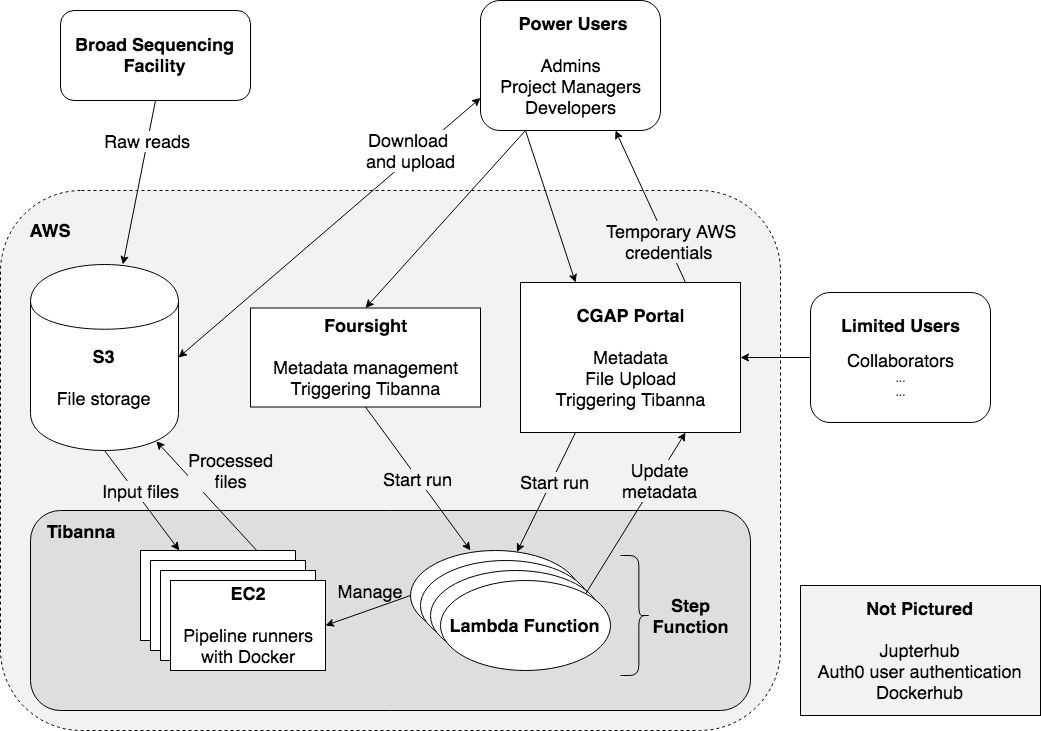 Broad Sequencing
Facility
Power Users
Admins
Project Managers
Developers
Raw reads
Download
and upload
AWS
Temporary AWS
credentials
S3
File storage
Foursight
Metadata management
Triggering Tibanna
CGAP Portal
Metadata
File Upload
Triggering Tibanna
Limited Users
Collaborators
...
...
Input files
Processed
files
Start run
Start run
Update
metadata
Tibanna
EC2
Pipeline runners
with Docker
Manage
Lambda Function
Step
Function
Not Pictured
Jupterhub
Auth0 user authentication
Dockerhub